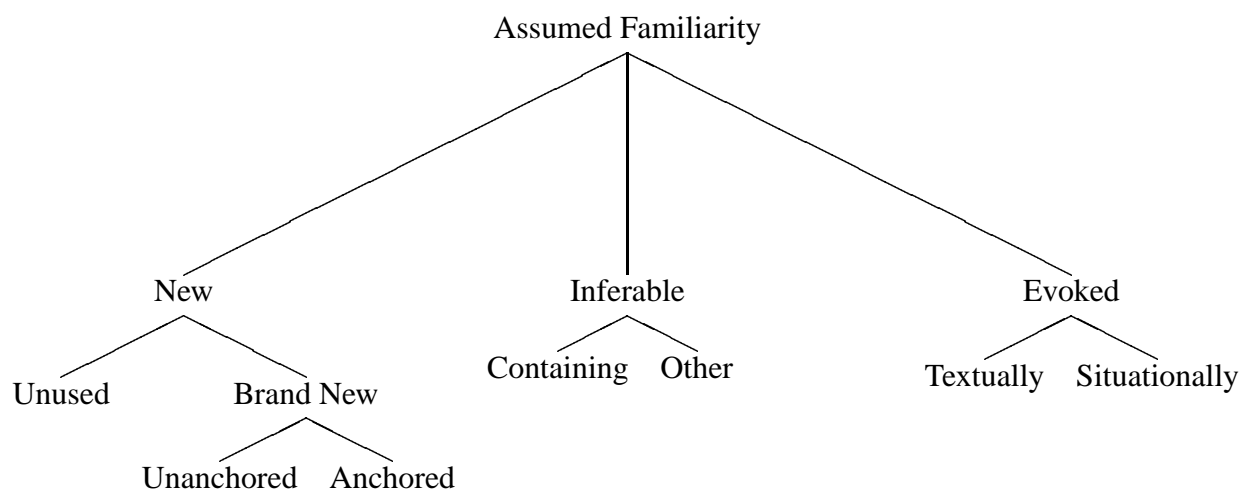 Assumed Familiarity
New Inferable Evoked
Containing Other
Textually Situationally
Unused Brand New
Unanchored Anchored